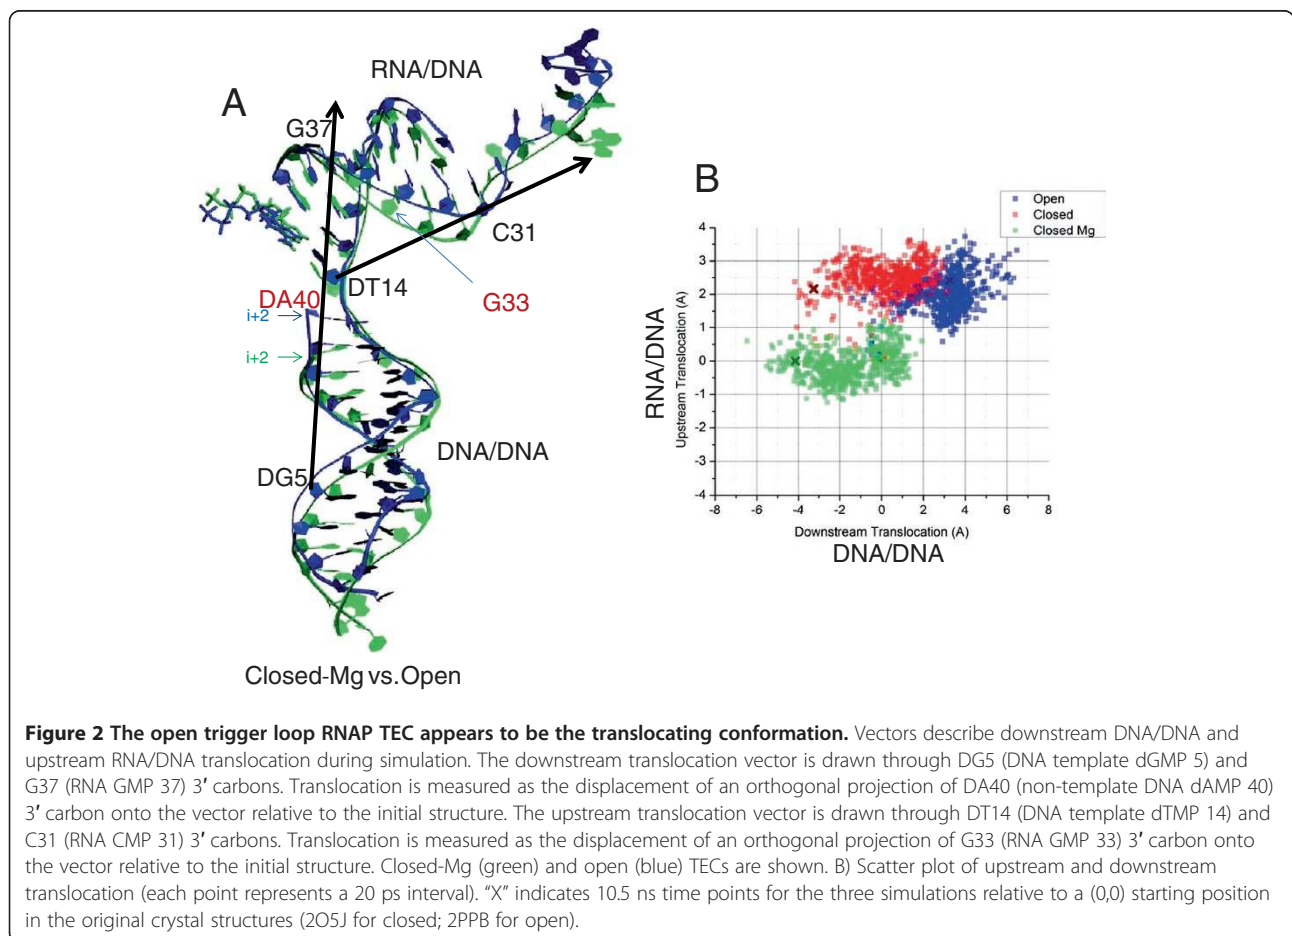 A
RNA/DNA
G37
C31
DT14
DA40
G33
i+2
i+2
DNA/DNA
DG5
Closed-Mg vs.Open
B
Open
Closed
Closed Mg
RNA/DNA
Upstream Translocation (A)
4
3
2
1
0
-1
-2
-3
-4
-8 -6 -4 -2 0 2 4 6 8
Downstream Translocation (A)
DNA/DNA
Figure 2 The open trigger loop RNAP TEC appears to be the translocating conformation. Vectors describe downstream DNA/DNA and
upstream RNA/DNA translocation during simulation. The downstream translocation vector is drawn through DG5 (DNA template dGMP 5) and
G37 (RNA GMP 37) 3′ carbons. Translocation is measured as the displacement of an orthogonal projection of DA40 (non-template DNA dAMP 40)
3′ carbon onto the vector relative to the initial structure. The upstream translocation vector is drawn through DT14 (DNA template dTMP 14) and
C31 (RNA CMP 31) 3′ carbons. Translocation is measured as the displacement of an orthogonal projection of G33 (RNA GMP 33) 3′ carbon onto
the vector relative to the initial structure. Closed-Mg (green) and open (blue) TECs are shown. B) Scatter plot of upstream and downstream
translocation (each point represents a 20 ps interval). “X” indicates 10.5 ns time points for the three simulations relative to a (0,0) starting position
in the original crystal structures (2O5J for closed; 2PPB for open).